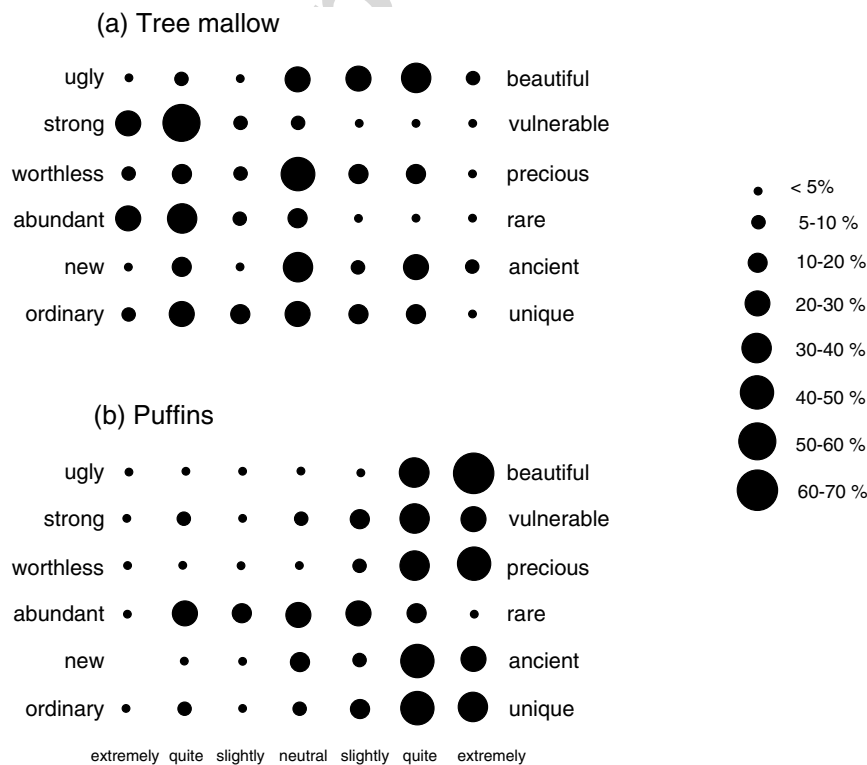 (a) Tree mallow
ugly beautiful
strong vulnerable
worthless precious
abundant rare
new ancient
ordinary unique
< 5%
5-10 %
10-20 %
20-30 %
30-40 %
40-50 %
50-60 %
60-70 %
(b) Puffins
ugly beautiful
strong vulnerable
worthless precious
abundant rare
new ancient
ordinary unique
extremely quite slightly neutral slightly quite extremely